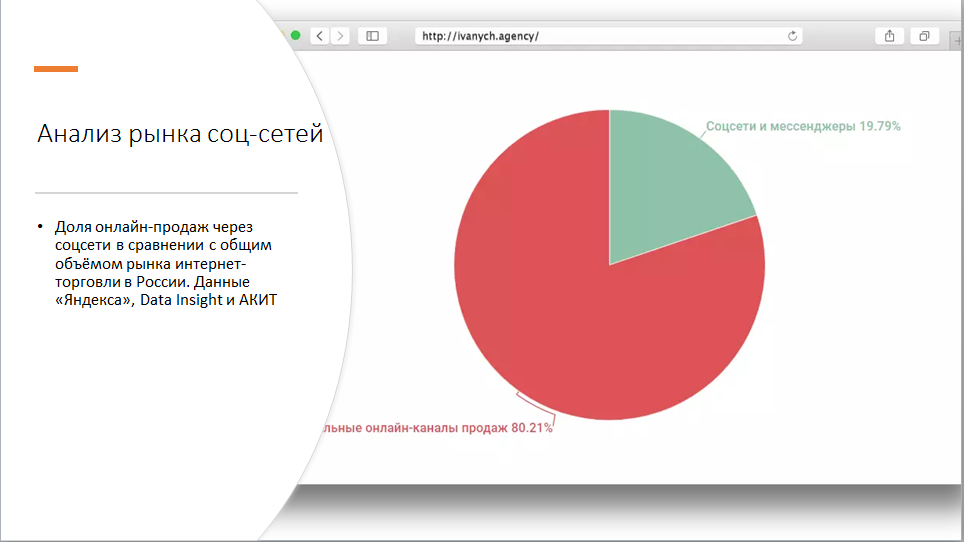 http://ivanych.agency/
Анализ рынка соц-сетей
• Доля онлайн-продаж через
соцсети в сравнении с общим
объёмом рынка интернет-
торговли в России. Данные
«Яндекса», Data Insight и АКИТ
Соцсети и мессенджеры 19.79%
онлайн-каналы продаж 80.21%